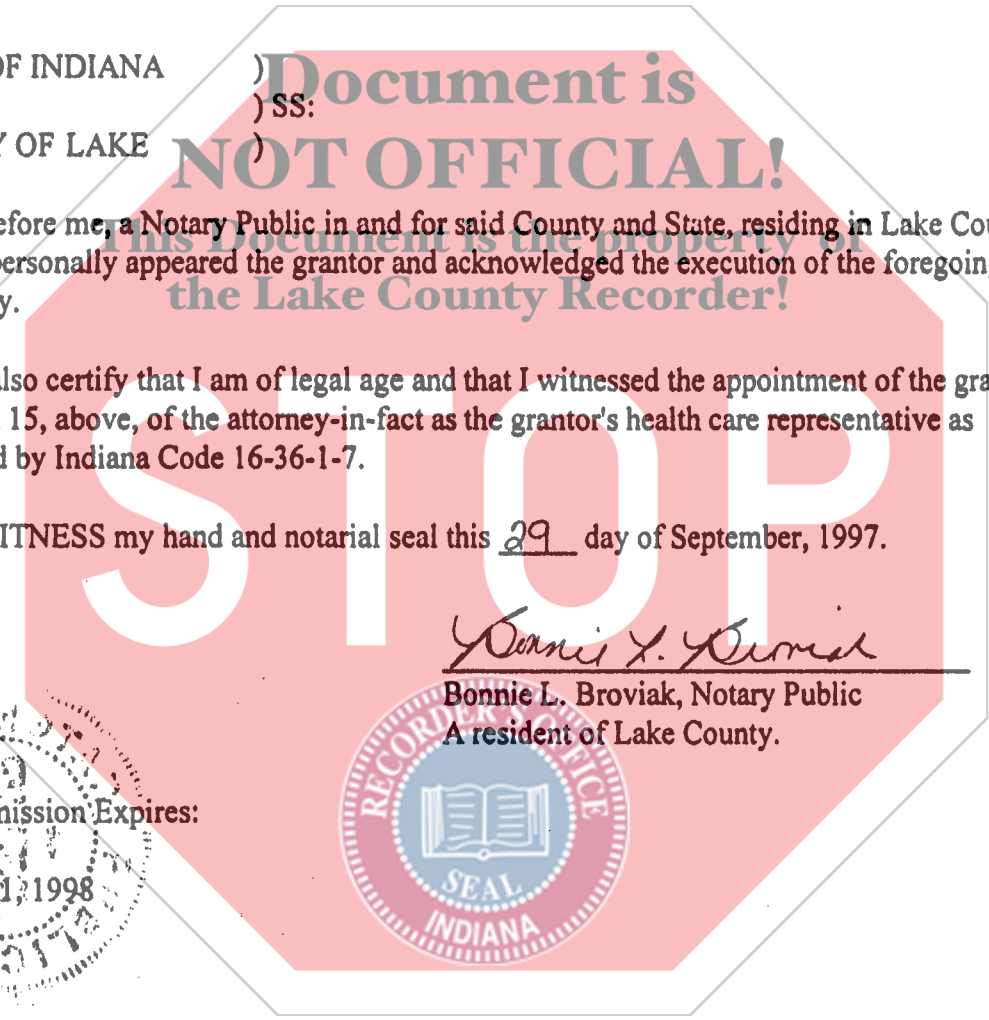 OF INDIANA )
) SS:
Y OF LAKE )
Document is
NOT OFFICIAL!
This Document is the property of
the Lake County Recorder!
efore me, a Notary Public in and for said County and State, residing in Lake Cou
personally appeared the grantor and acknowledged the execution of the foregoin
y.
also certify that I am of legal age and that I witnessed the appointment of the gra
15, above, of the attorney-in-fact as the grantor's health care representative as
d by Indiana Code 16-36-1-7.
ITNESS my hand and notarial seal this 29 day of September, 1997.
STOP
Bonnie L. Broviak
Bonnie L. Broviak, Notary Public
A resident of Lake County.
RECORDER'S OFFICE
SEAL
INDIANA
mission Expires:
1, 1998